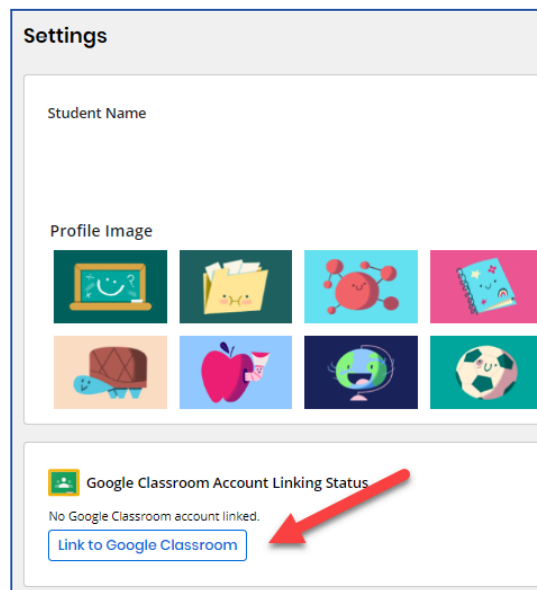 Settings
Student Name
Profile Image
Google Classroom Account Linking Status
No Google Classroom account linked.
Link to Google Classroom